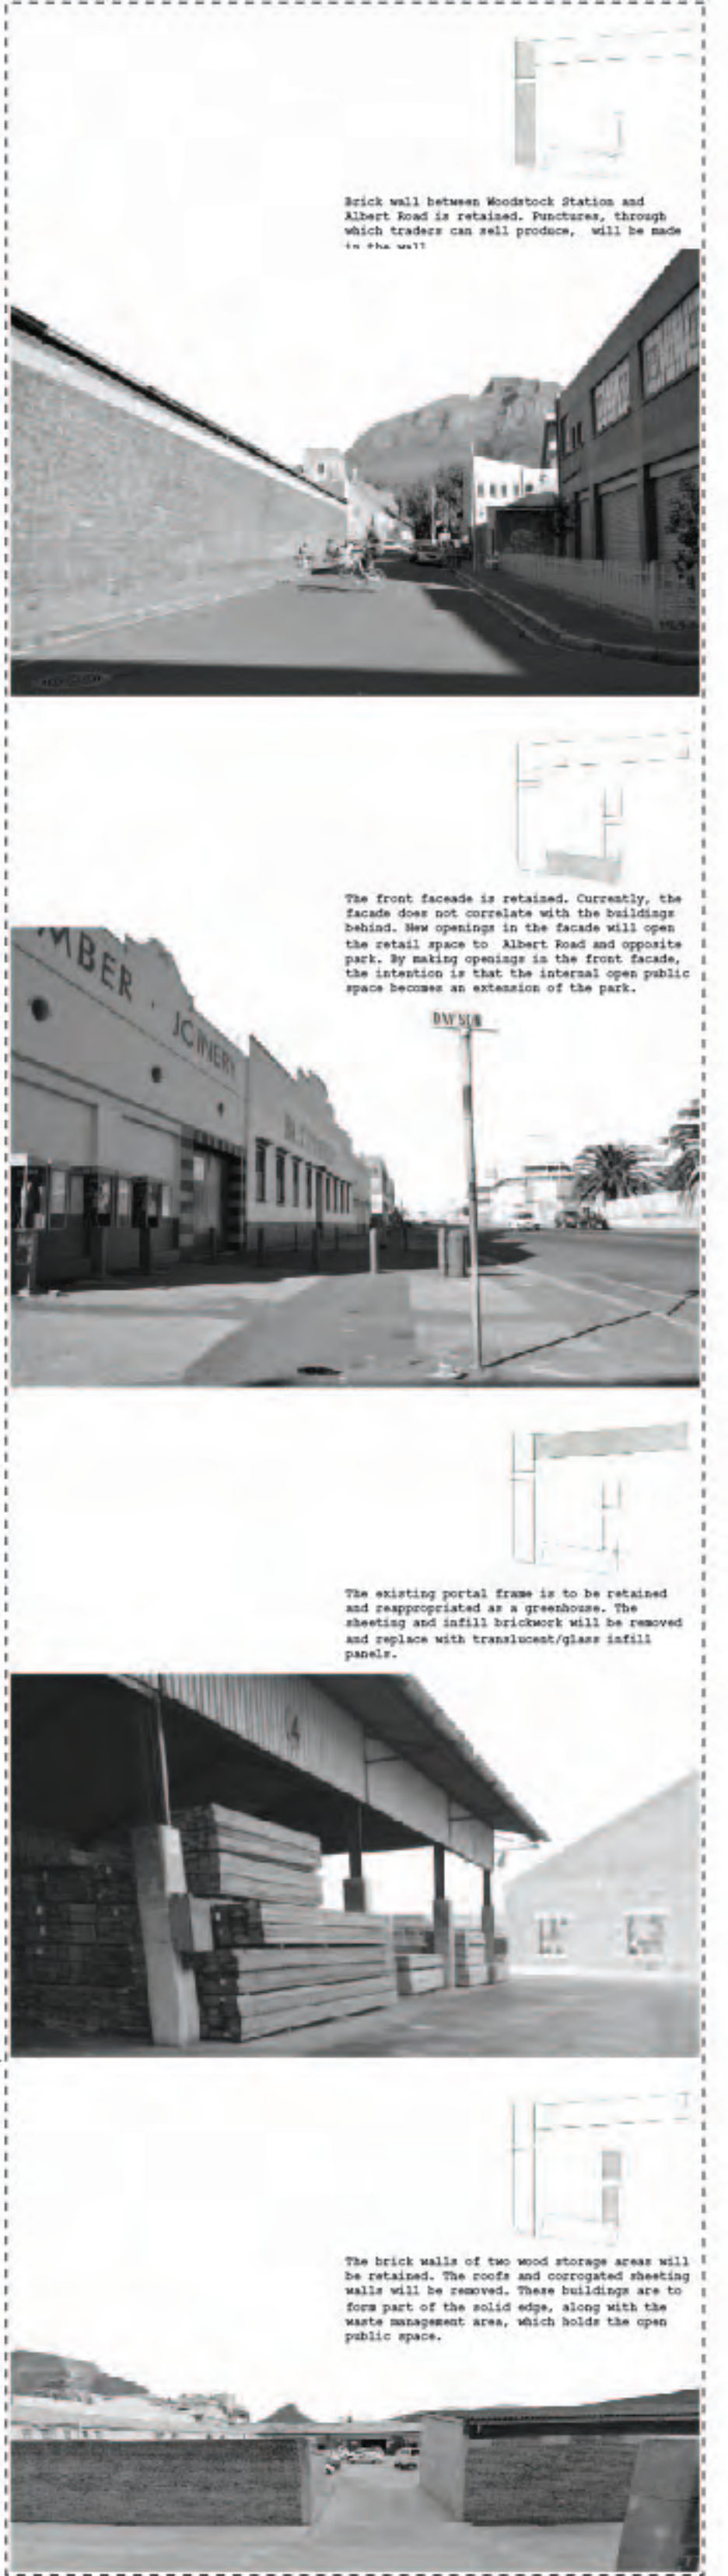 Brick wall between Woodstock Station and
Albert Road is retained. Punctures, through
which traders can sell produce, will be made
in the wall
The front faceade is retained. Currently, the
facade does not correlate with the buildings
behind. New openings in the facade will open
the retail space to Albert Road and opposite
park. By making openings in the front facade,
the intention is that the internal open public
space becomes an extension of the park.
MBER . JOINERY
The existing portal frame is to be retained
and reappropriated as a greenhouse. The
sheeting and infill brickwork will be removed
and replace with translucent/glass infill
panels.
The brick walls of two wood storage areas will
be retained. The roofs and corrogated sheeting
walls will be removed. These buildings are to
form part of the solid edge, along with the
waste management area, which holds the open
public space.